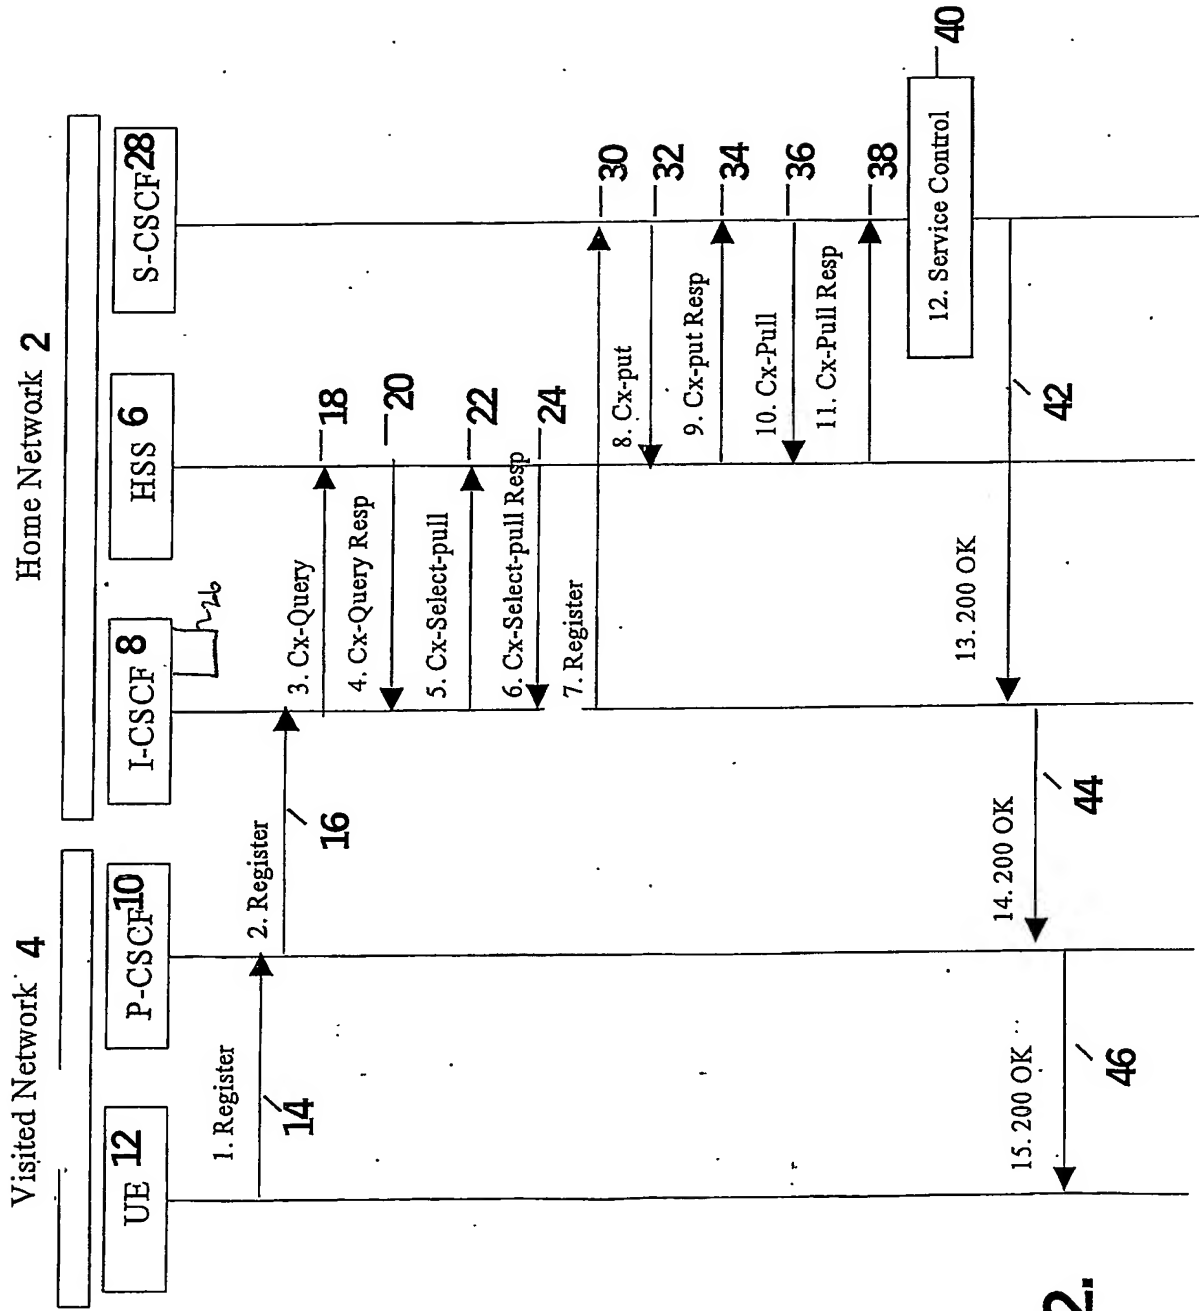 Visited Network 4
Home Network 2
UE 12
P-CSCF 10
I-CSCF 8
26
HSS 6
S-CSCF 28
1. Register
14
2. Register
16
3. Cx-Query
18
4. Cx-Query Resp
20
5. Cx-Select-pull
22
6. Cx-Select-pull Resp
24
7. Register
30
8. Cx-put
32
9. Cx-put Resp
34
10. Cx-Pull
36
11. Cx-Pull Resp
38
12. Service Control
40
13. 200 OK
42
14. 200 OK
44
15. 200 OK
46
2.